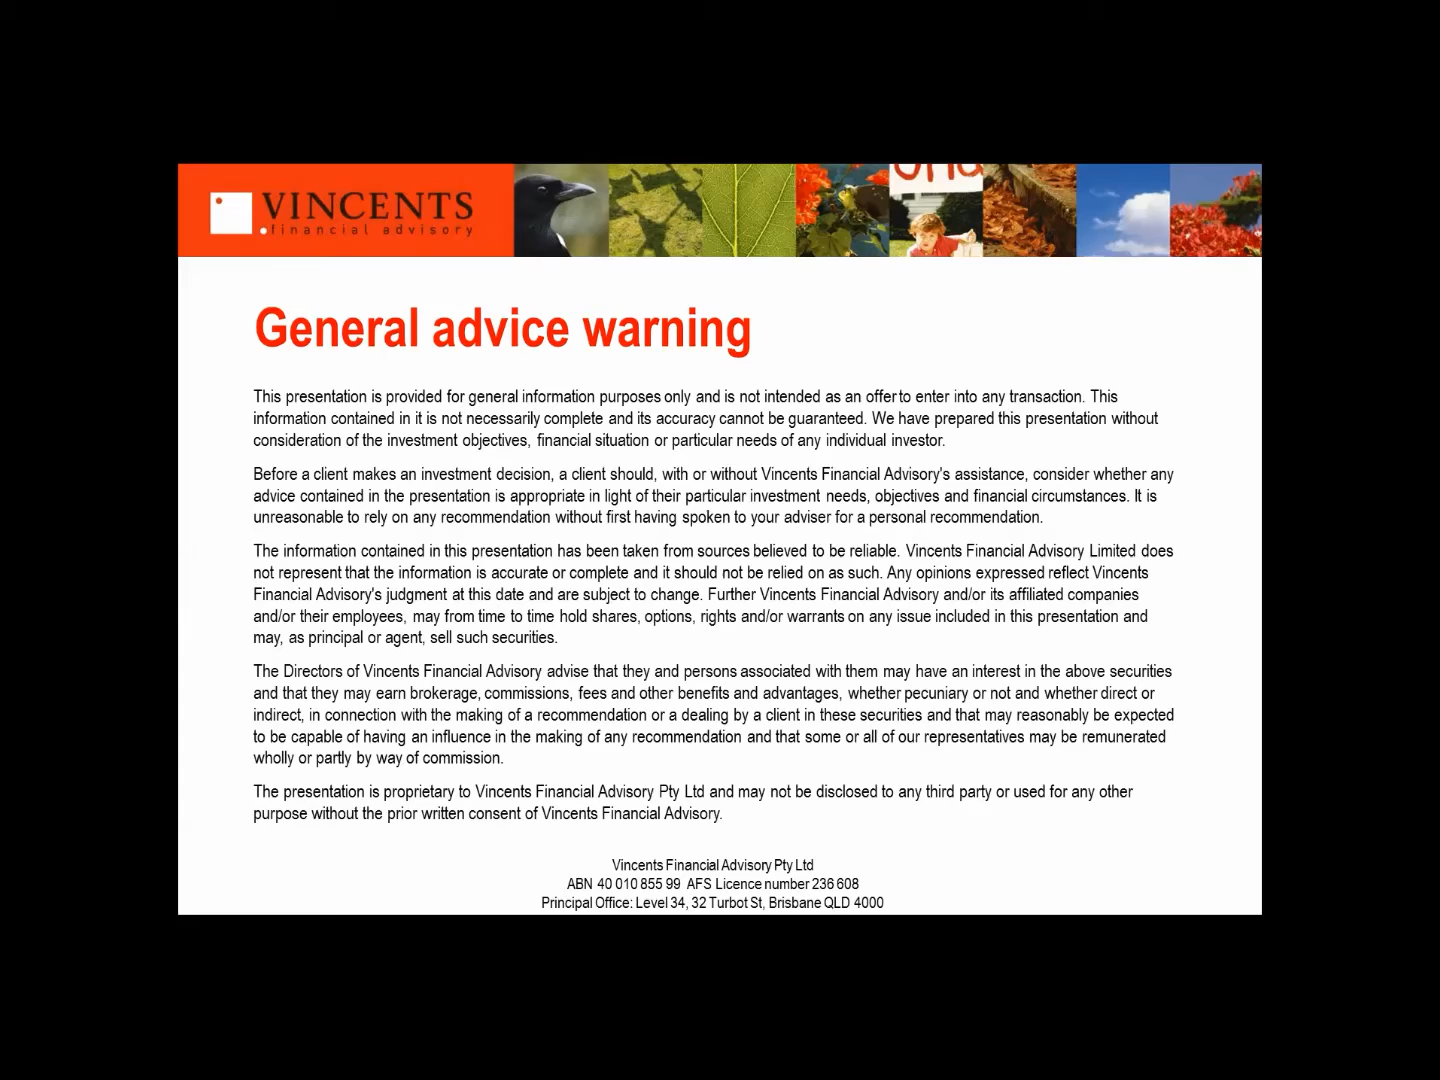 VINCENTS
financial advisory
General advice warning
This presentation is provided for general information purposes only and is not intended as an offer to enter into any transaction. This
information contained in it is not necessarily complete and its accuracy cannot be guaranteed. We have prepared this presentation without
consideration of the investment objectives, financial situation or particular needs of any individual investor.
Before a client makes an investment decision, a client should, with or without Vincents Financial Advisory's assistance, consider whether any
advice contained in the presentation is appropriate in light of their particular investment needs, objectives and financial circumstances. It is
unreasonable to rely on any recommendation without first having spoken to your adviser for a personal recommendation.
The information contained in this presentation has been taken from sources believed to be reliable. Vincents Financial Advisory Limited does
not represent that the information is accurate or complete and it should not be relied on as such. Any opinions expressed reflect Vincents
Financial Advisory's judgment at this date and are subject to change. Further Vincents Financial Advisory and/or its affiliated companies
and/or their employees, may from time to time hold shares, options, rights and/or warrants on any issue included in this presentation and
may, as principal or agent, sell such securities.
The Directors of Vincents Financial Advisory advise that they and persons associated with them may have an interest in the above securities
and that they may earn brokerage, commissions, fees and other benefits and advantages, whether pecuniary or not and whether direct or
indirect, in connection with the making of a recommendation or a dealing by a client in these securities and that may reasonably be expected
to be capable of having an influence in the making of any recommendation and that some or all of our representatives may be remunerated
wholly or partly by way of commission.
The presentation is proprietary to Vincents Financial Advisory Pty Ltd and may not be disclosed to any third party or used for any other
purpose without the prior written consent of Vincents Financial Advisory.
Vincents Financial Advisory Pty Ltd
ABN 40 010 855 99 AFS Licence number 236 608
Principal Office: Level 34, 32 Turbot St, Brisbane QLD 4000